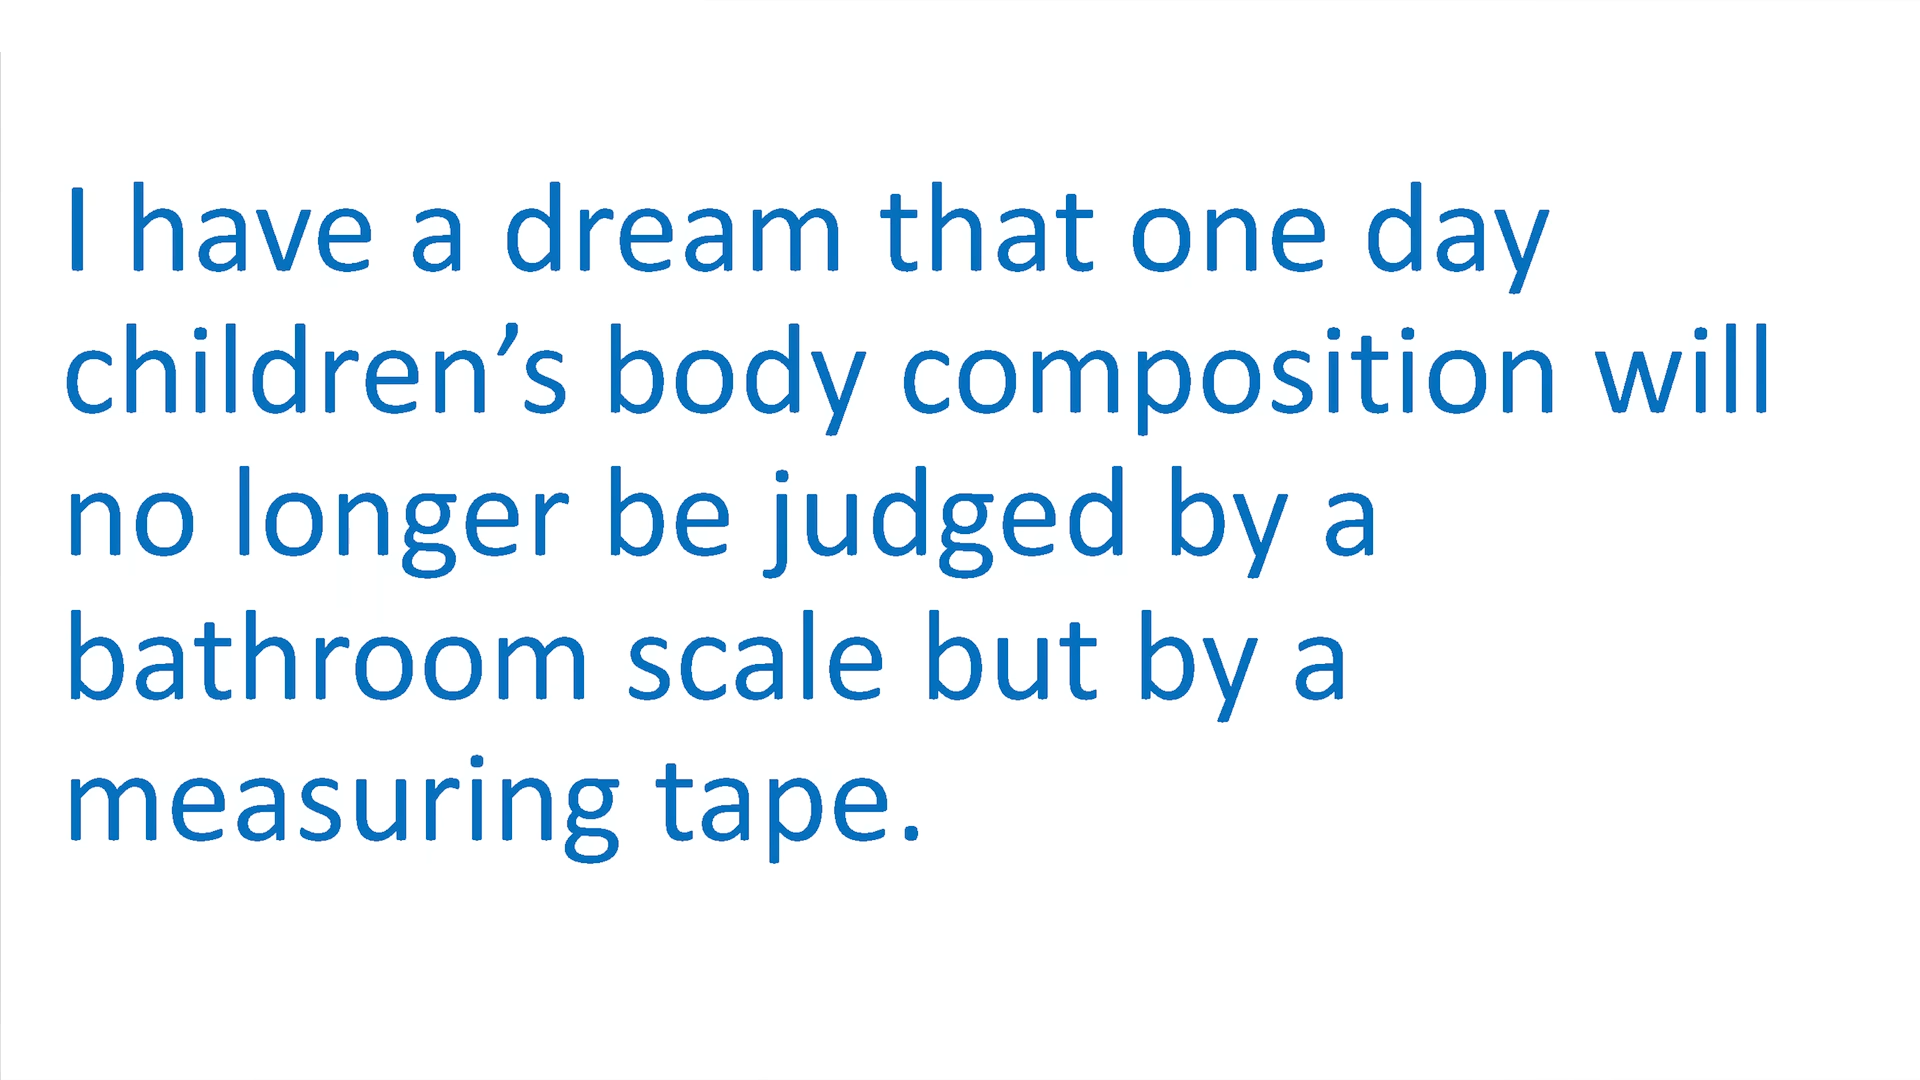 I have a dream that one day
children’s body composition will
no longer be judged by a
bathroom scale but by a
measuring tape.